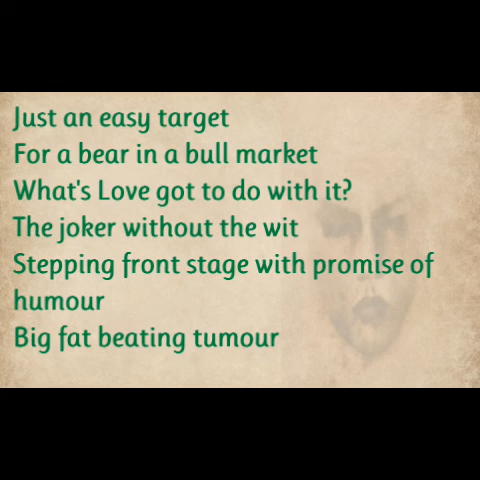 Just an easy target
For a bear in a bull market
What's Love got to do with it?
The joker without the wit
Stepping front stage with promise of
humour
Big fat beating tumour